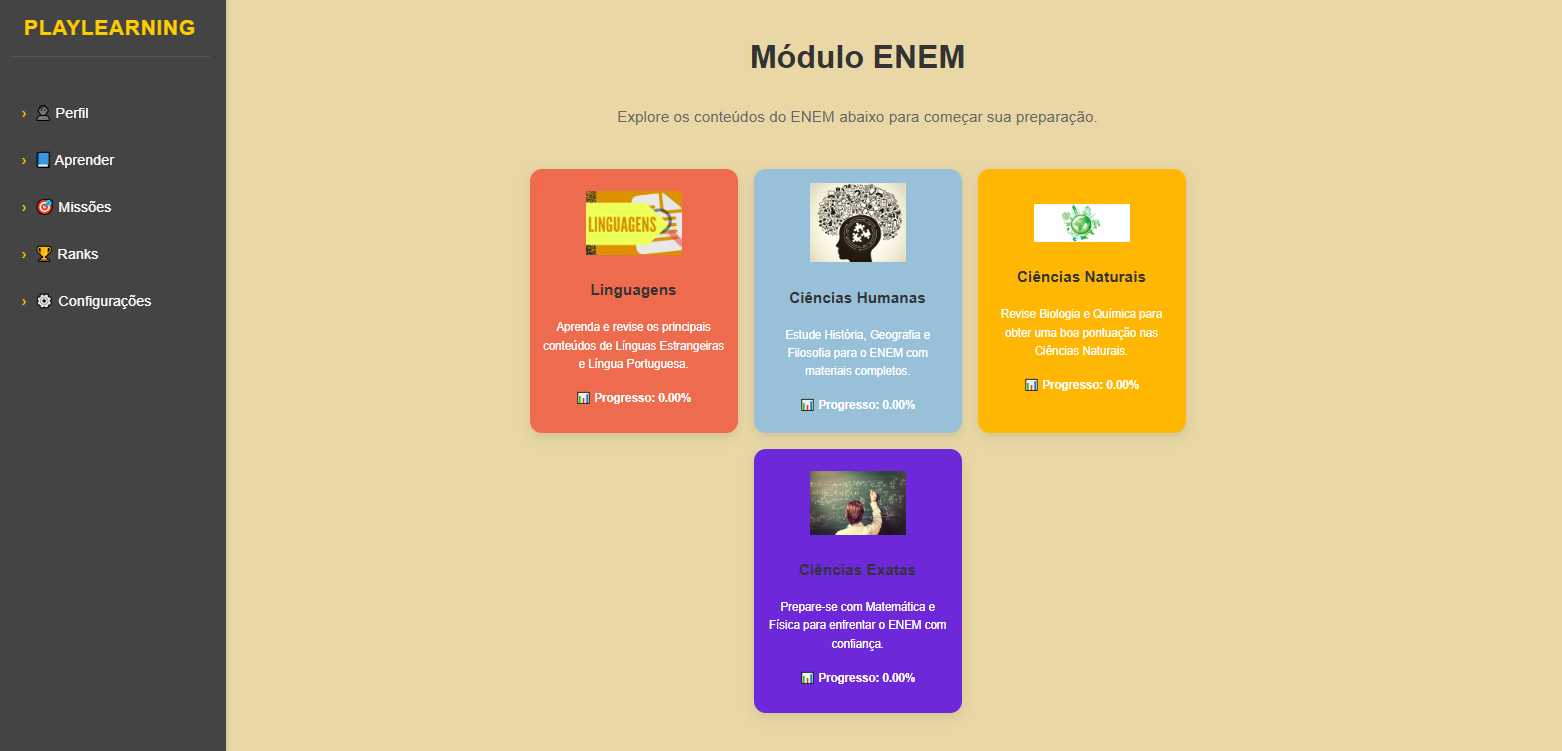 PLAYLEARNING
› Perfil
› Aprender
› Missões
› Ranks
› Configurações
Módulo ENEM
Explore os conteúdos do ENEM abaixo para começar sua preparação.
LINGUAGENS
Linguagens
Aprenda e revise os principais
conteúdos de Línguas Estrangeiras
e Língua Portuguesa.
Progresso: 0.00%
Ciências Humanas
Estude História, Geografia e
Filosofia para o ENEM com
materiais completos.
Progresso: 0.00%
Ciências Naturais
Revise Biologia e Química para
obter uma boa pontuação nas
Ciências Naturais.
Progresso: 0.00%
Ciências Exatas
Prepare-se com Matemática e
Física para enfrentar o ENEM com
confiança.
Progresso: 0.00%